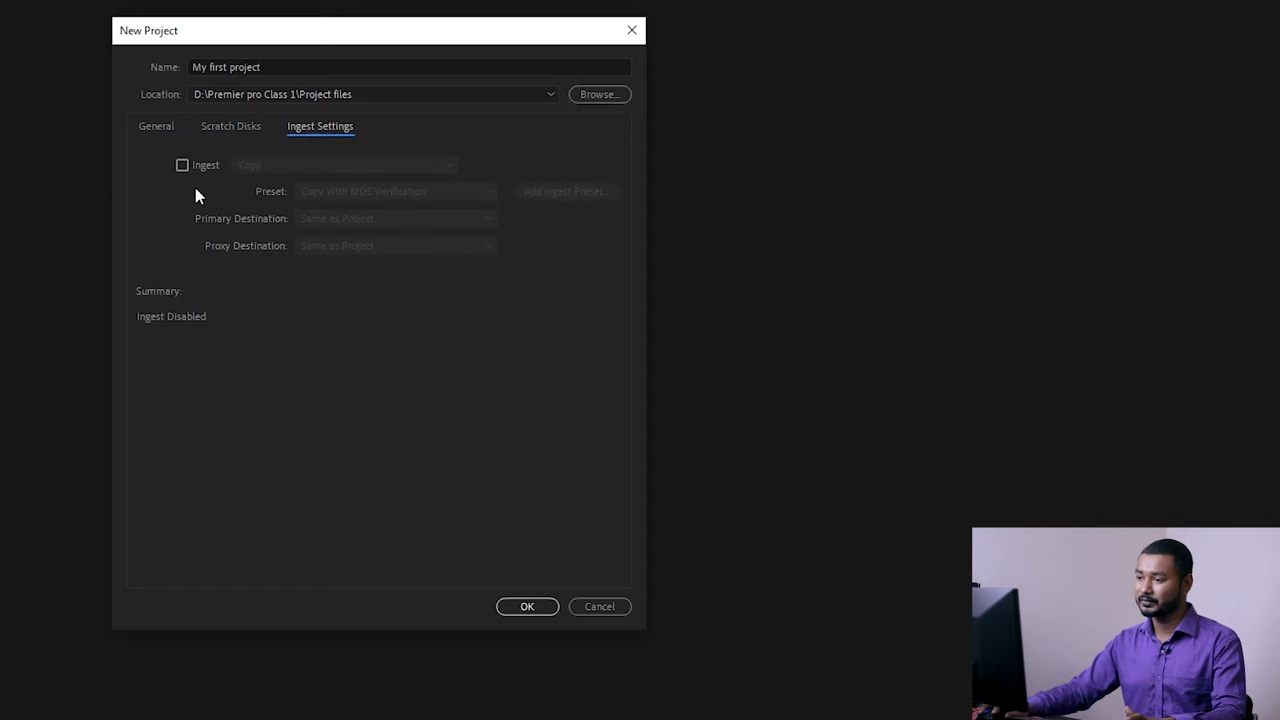 New Project
Name: My first project
Location: D:\Premier pro Class 1\Project files Browse...
General Scratch Disks Ingest Settings
Ingest Copy
Preset: Copy With MD5 Verification Add Ingest Preset...
Primary Destination: Same as Project
Proxy Destination: Same as Project
Summary:
Ingest Disabled
OK Cancel